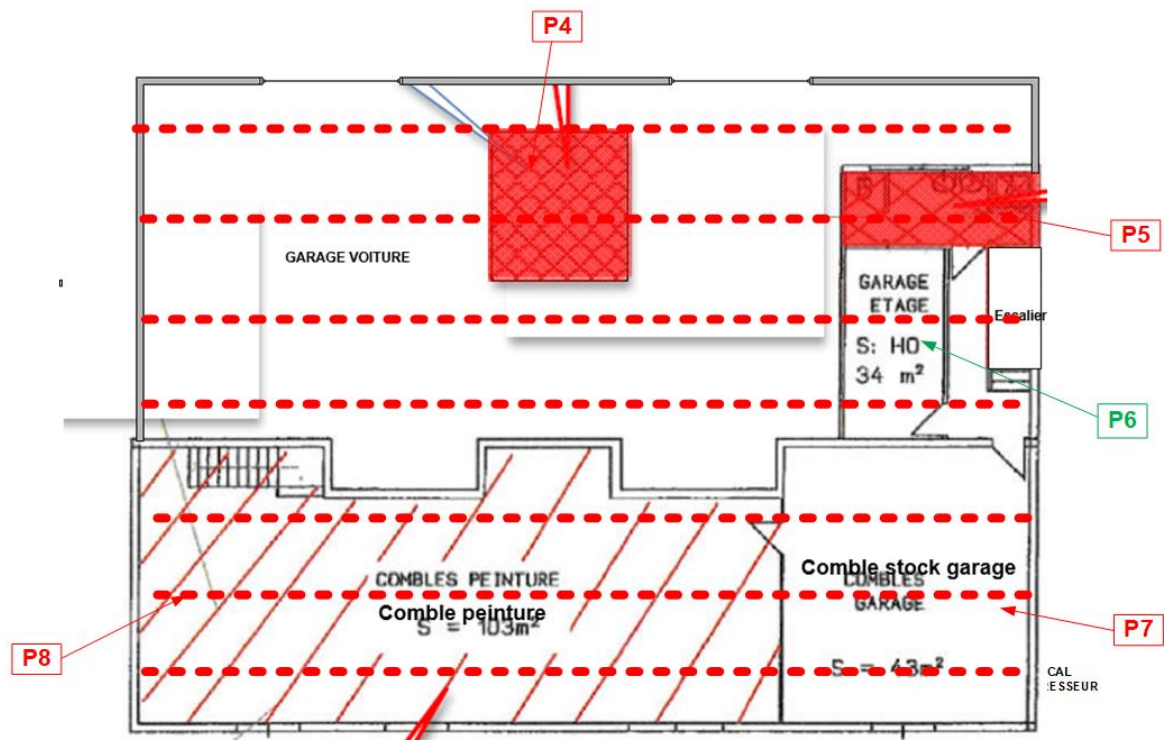 P4
P5
GARAGE VOITURE
GARAGE
ETAGE
Escalier
S: HO
34 m²
P6
Comble stock garage
COMBLES PEINTURE
COMBLES
Comble peinture
GARAGE
S = 103m²
P7
P8
S = 43m²
CAL
RESSEUR